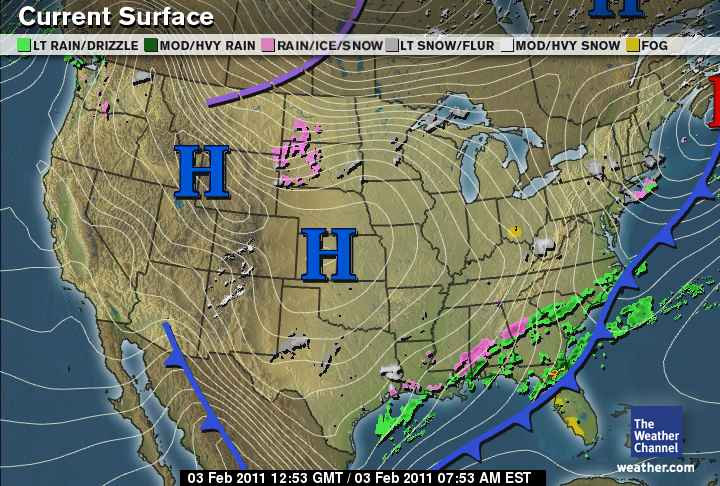 Current Surface
LT RAIN/DRIZZLE MOD/HVY RAIN RAIN/ICE/SNOW LT SNOW/FLUR MOD/HVY SNOW FOG
H
H
H
The
Weather
Channel
weather.com
03 Feb 2011 12:53 GMT / 03 Feb 2011 07:53 AM EST